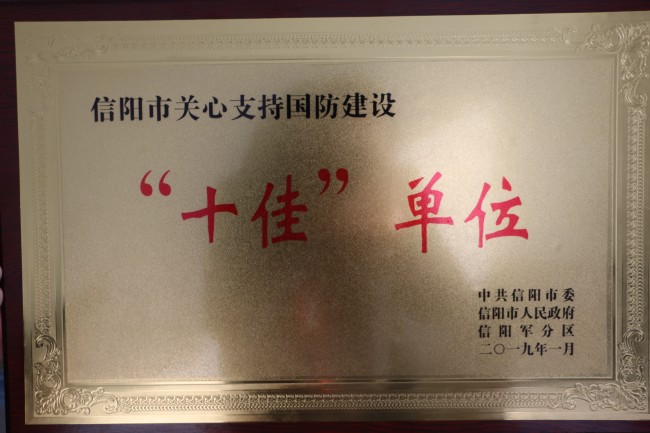 信阳市关心支持国防建设
“十佳”单位
中共信阳市委
信阳市人民政府
信阳军分区
二〇一九年一月